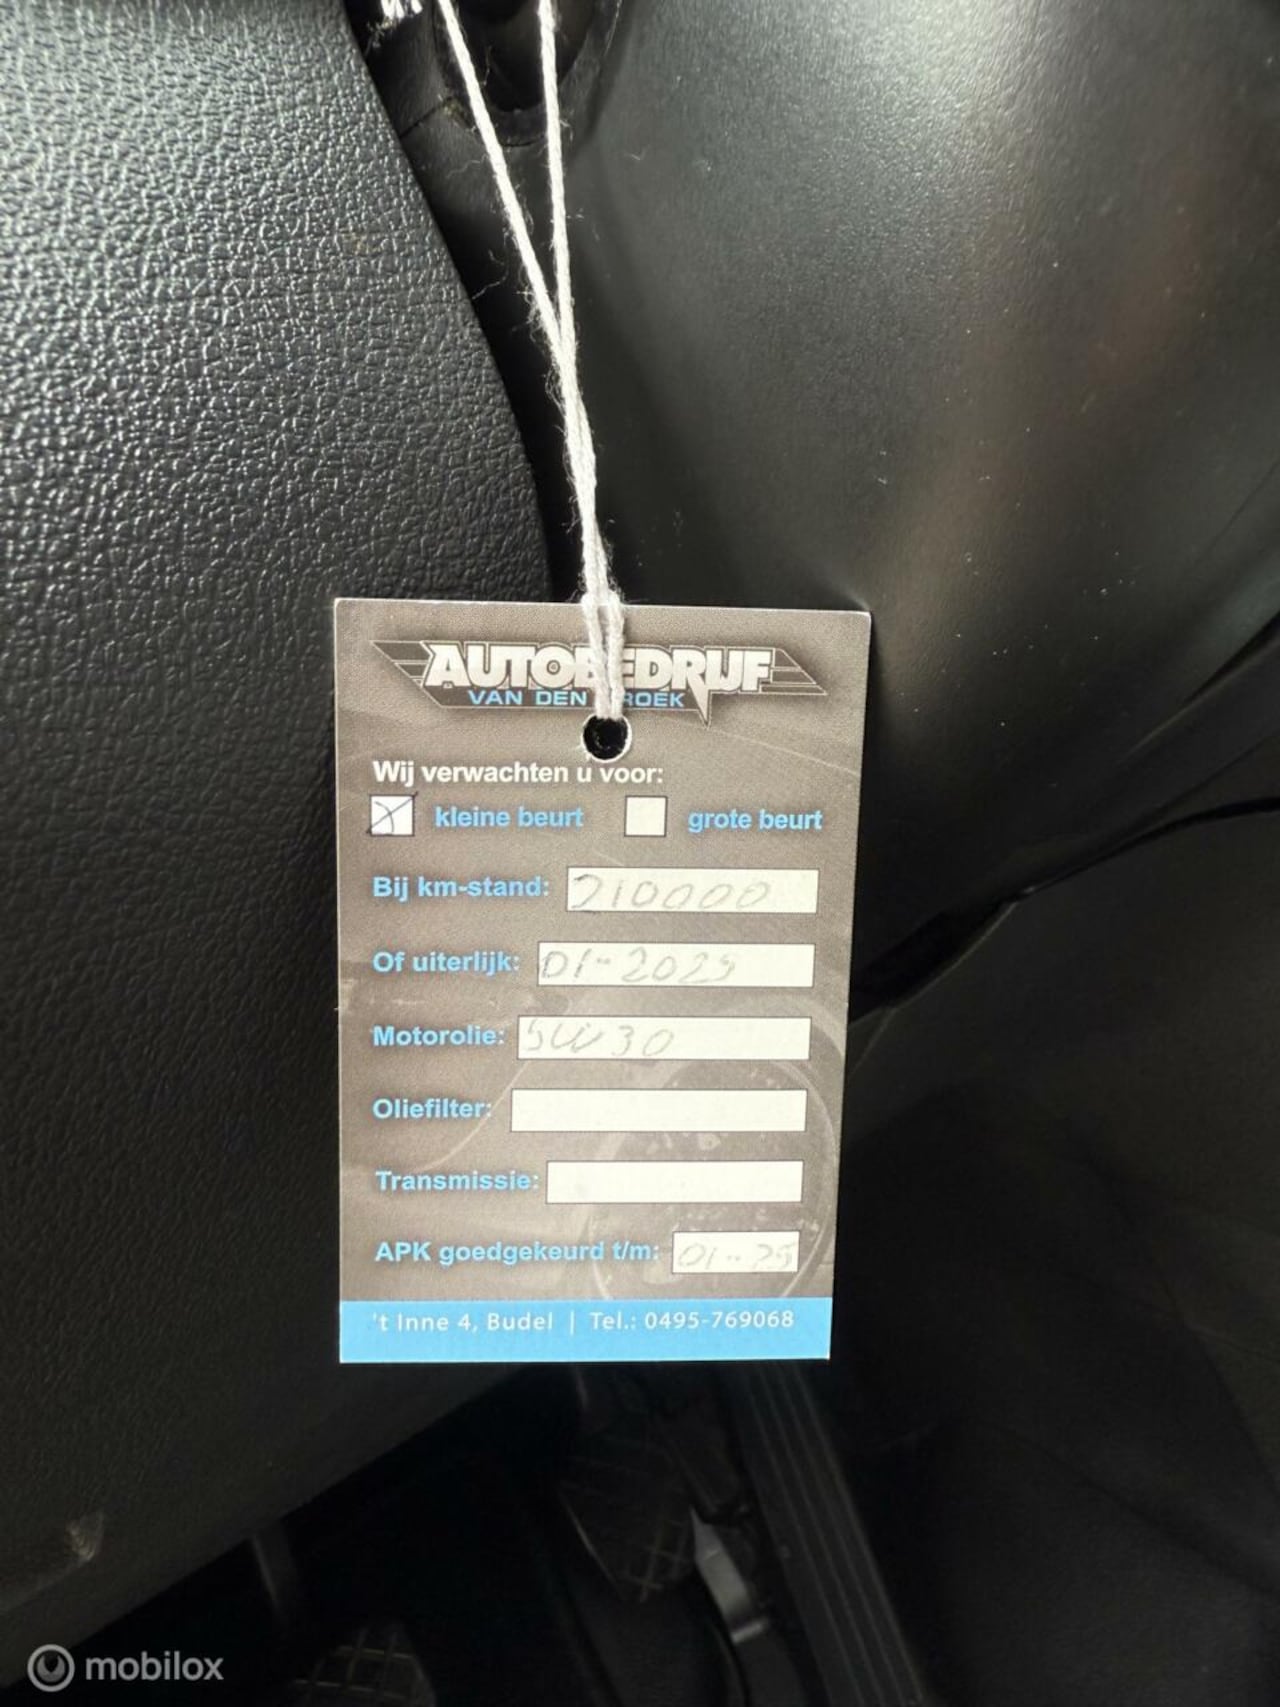 AUTOBEDRIJF
VAN DEN BROEK
Wij verwachten u voor:
kleine beurt grote beurt
Bij km-stand: 210000
Of uiterlijk: 01-2025
Motorolie: 5W30
Oliefilter:
Transmissie:
APK goedgekeurd t/m: 01-25
't Inne 4, Budel | Tel.: 0495-769068
mobilox